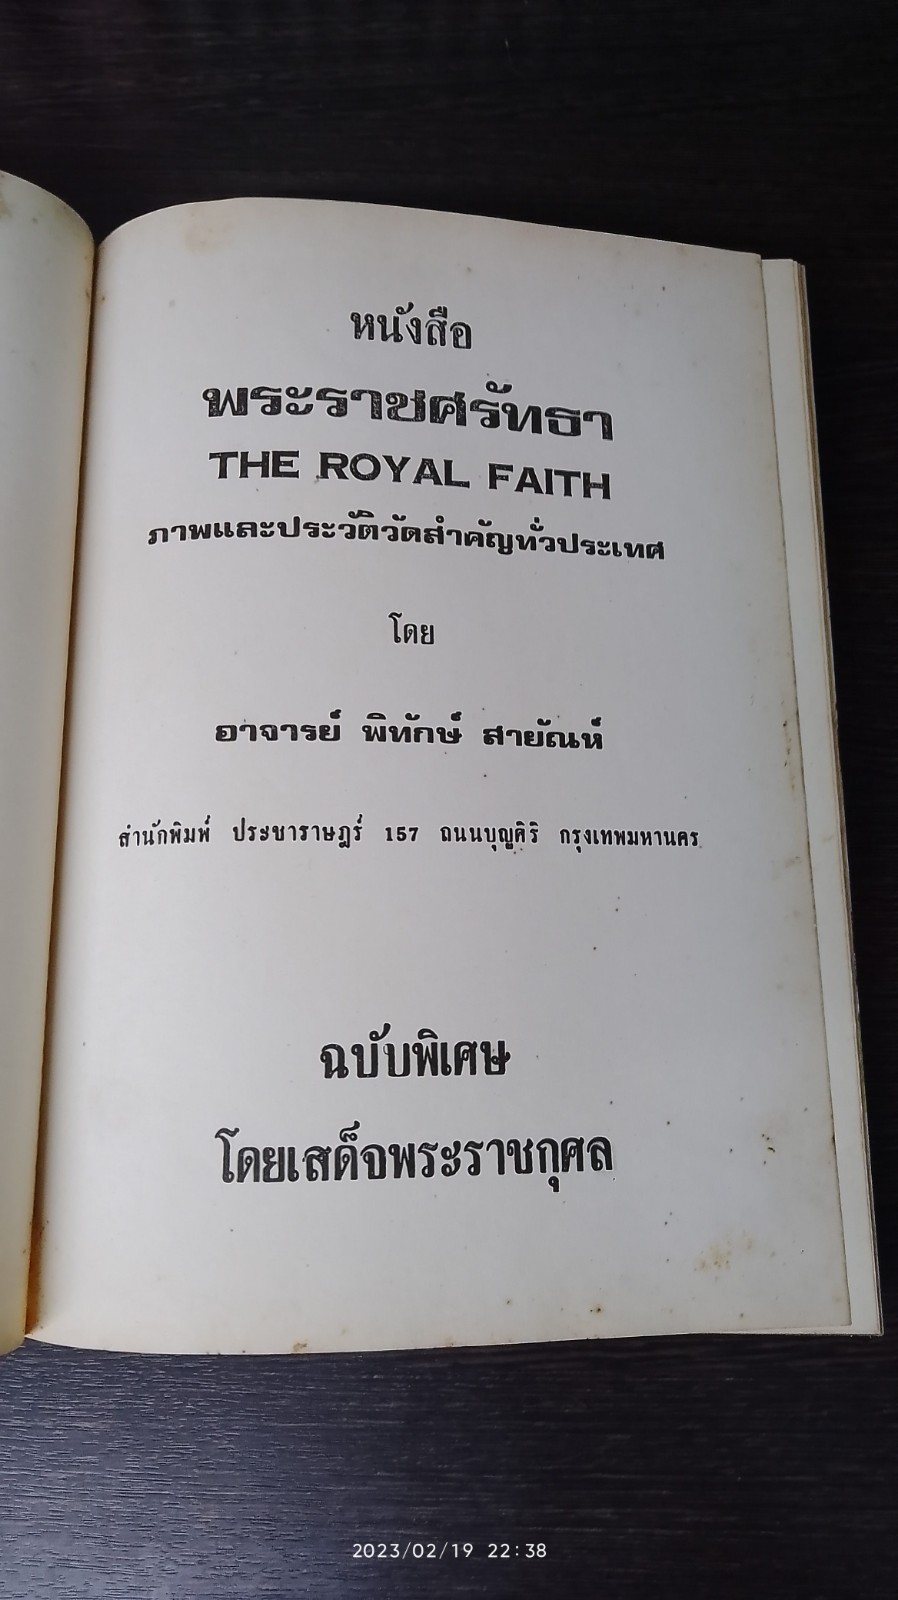 หนังสือ
พระราชศรัทธา
THE ROYAL FAITH
ภาพและประวัติวัดสำคัญทั่วประเทศ
โดย
อาจารย์ พิทักษ์ สายัณห์
สำนักพิมพ์ ประชาราษฎร์ 157 ถนนบุญศิริ กรุงเทพมหานคร
ฉบับพิเศษ
โดยเสด็จพระราชกุศล
2023/02/19 22:38